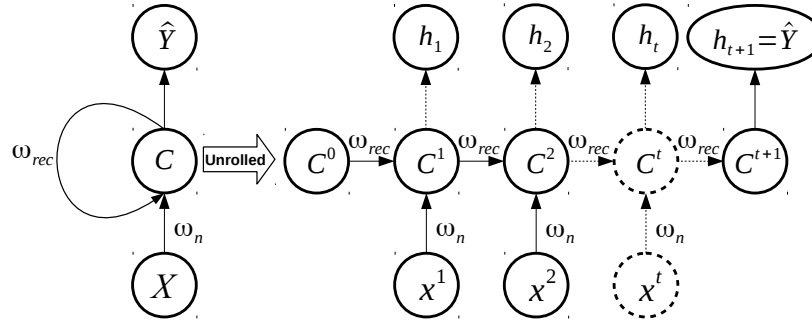 Ŷ h₁ h₂ hₜ hₜ₊₁=Ŷ
ωrec ωrec ωrec ωrec ωrec
C Unrolled C⁰ C¹ C² Cᵗ Cᵗ⁺¹
ωₙ ωₙ ωₙ ωₙ
X x¹ x² xᵗ